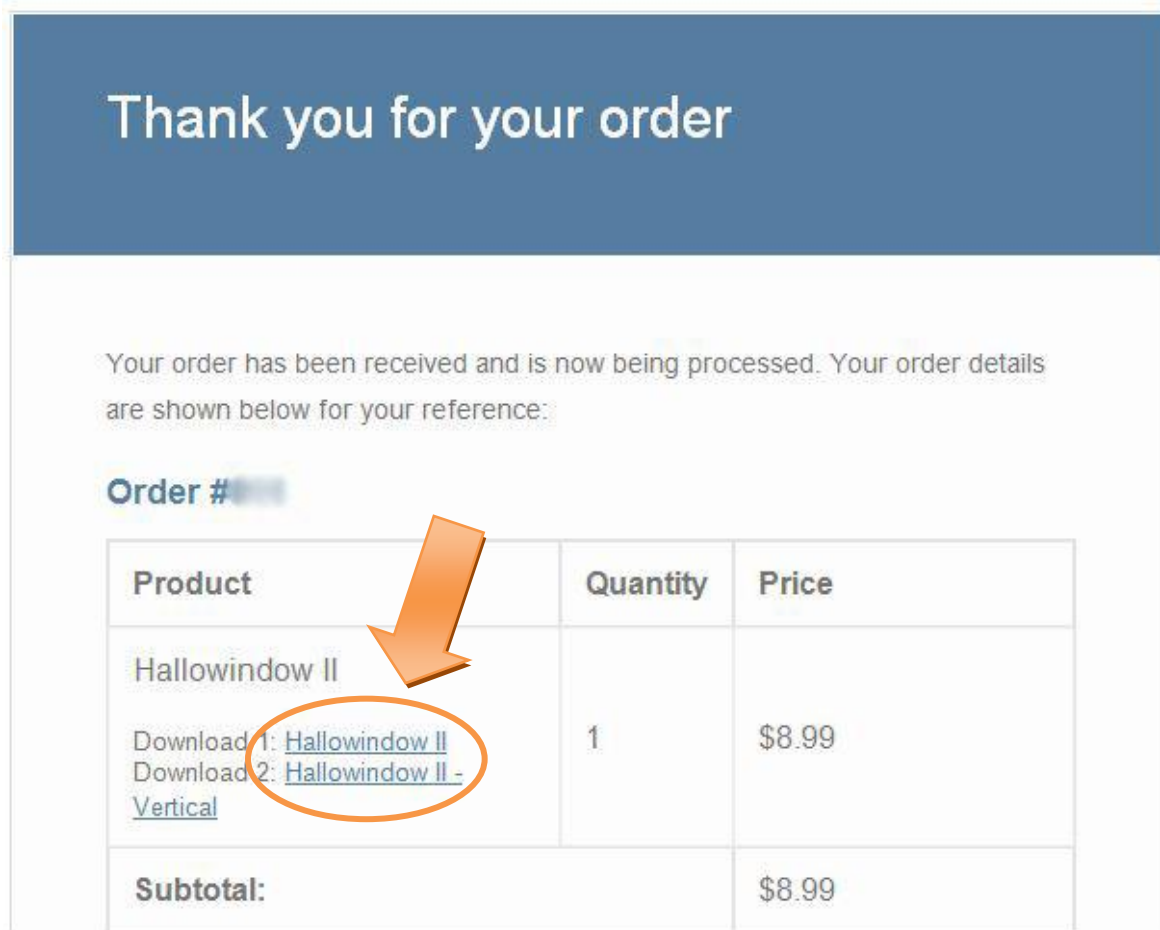 Thank you for your order
Your order has been received and is now being processed. Your order details
are shown below for your reference:
Order #
Product Quantity Price
Hallowindow II
Download 1: Hallowindow II
Download 2: Hallowindow II -
Vertical
1 $8.99
Subtotal: $8.99